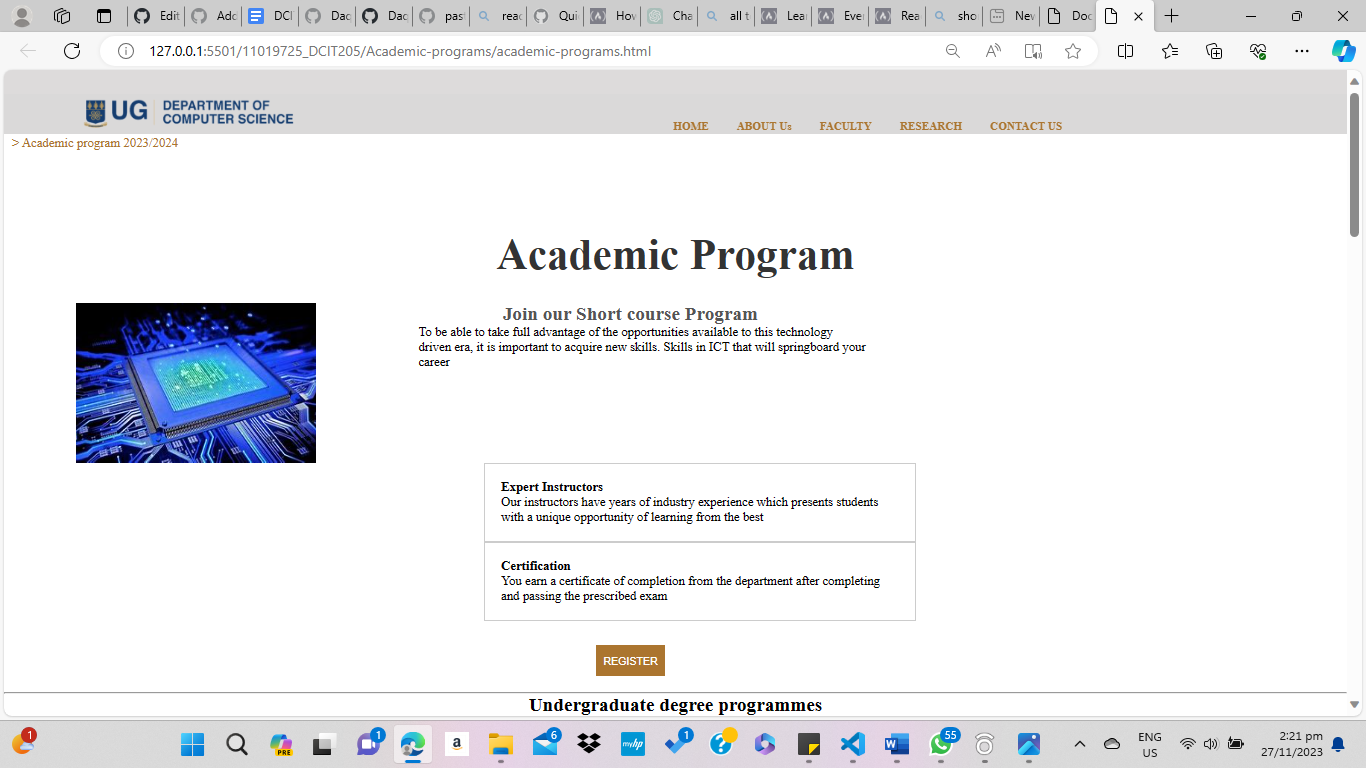 Edit
Add
DCI
Dac
Dac
past
reac
Qui
Hov
Cha
all t
Lear
Ever
Rea
sho
Nev
Doc
127.0.0.1:5501/11019725_DCIT205/Academic-programs/academic-programs.html
UG DEPARTMENT OF
COMPUTER SCIENCE
HOME ABOUT Us FACULTY RESEARCH CONTACT US
> Academic program 2023/2024
Academic Program
Join our Short course Program
To be able to take full advantage of the opportunities available to this technology
driven era, it is important to acquire new skills. Skills in ICT that will springboard your
career
Expert Instructors
Our instructors have years of industry experience which presents students
with a unique opportunity of learning from the best
Certification
You earn a certificate of completion from the department after completing
and passing the prescribed exam
REGISTER
Undergraduate degree programmes
1
PRE
1
a
6
myhp
1
55
ENG
US
2:21 pm
27/11/2023